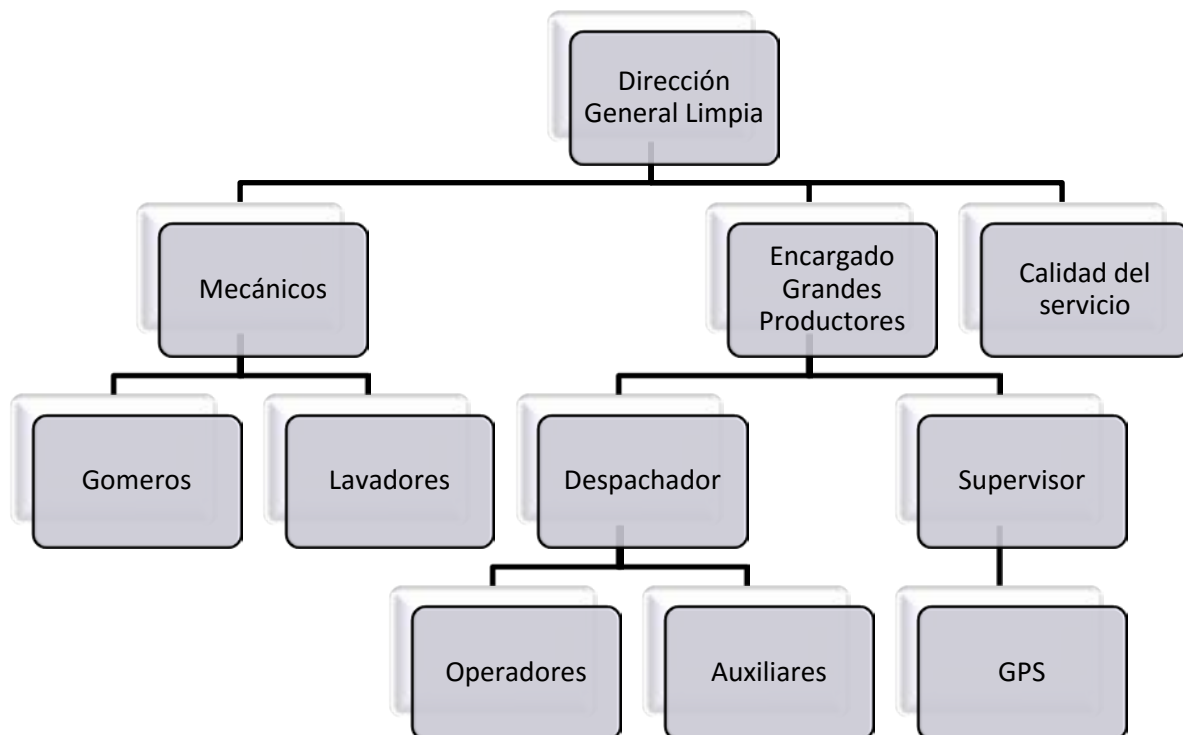 Dirección
General Limpia
Mecánicos
Encargado
Grandes
Productores
Calidad del
servicio
Gomeros
Lavadores
Despachador
Supervisor
Operadores
Auxiliares
GPS